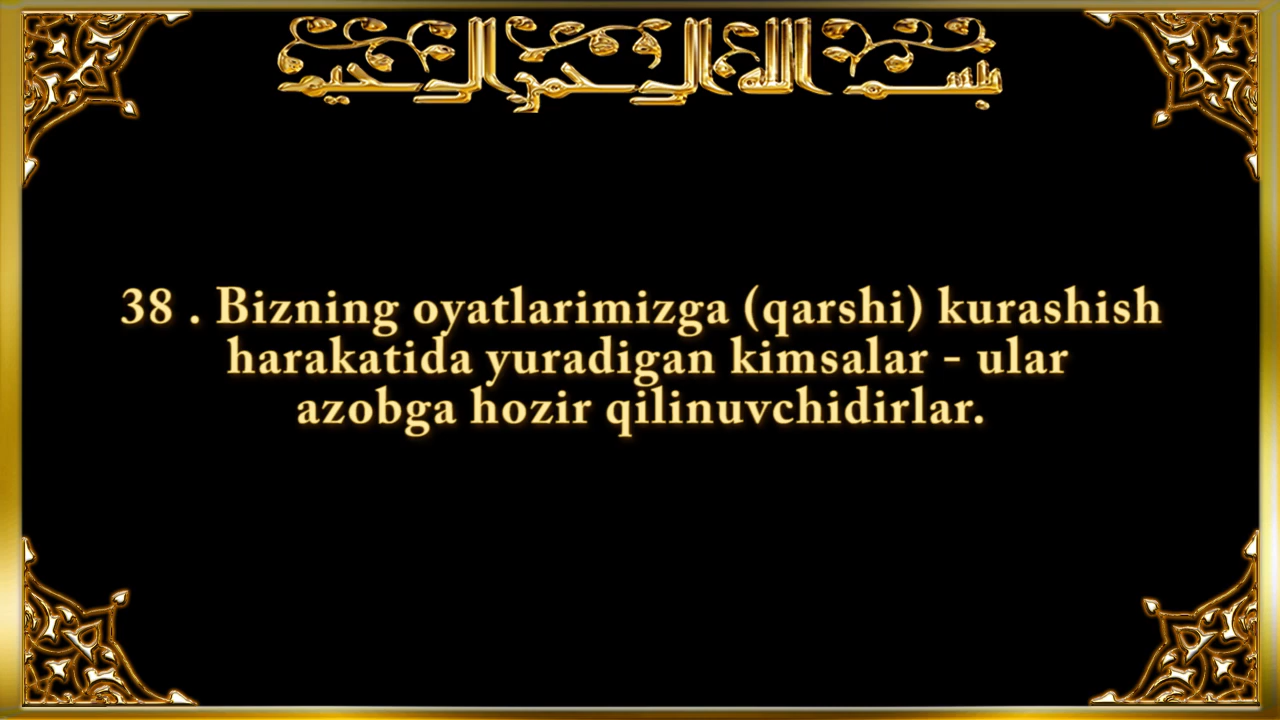 بسم الله الرحمن الرحيم
38 . Bizning oyatlarimizga (qarshi) kurashish
harakatida yuradigan kimsalar - ular
azobga hozir qilinuvchidirlar.